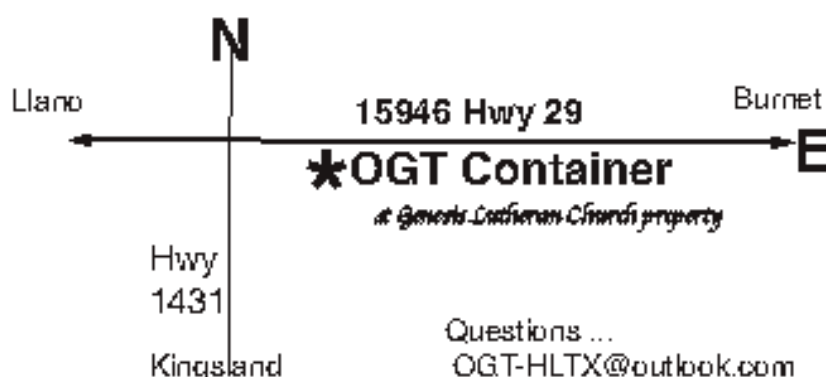 N
Llano
15946 Hwy 29
Burnet
E
*OGT Container
at Genesis Lutheran Church property
Hwy
1431
Kingsland
Questions ...
OGT-HLTX@outlook.com